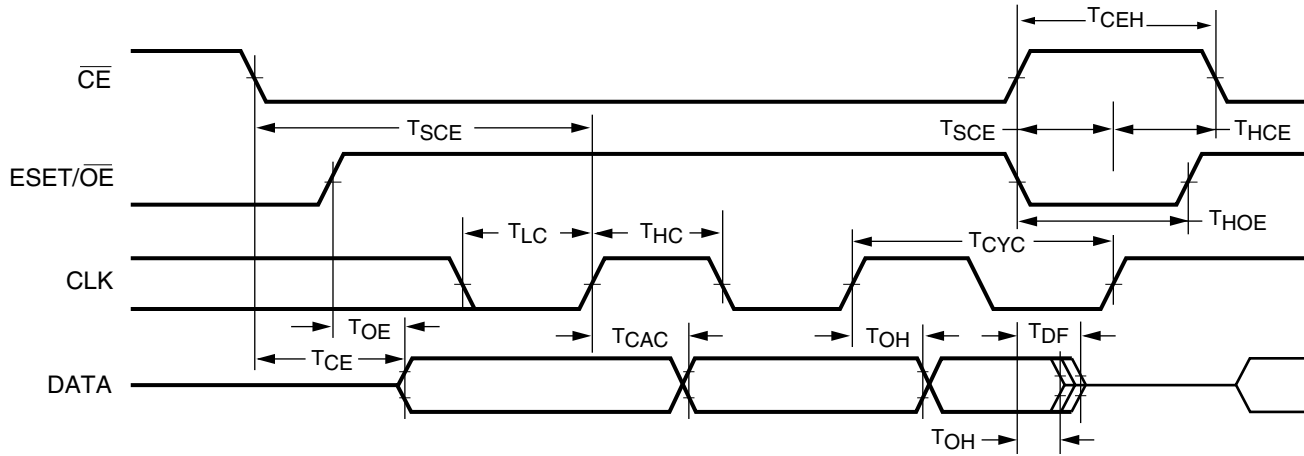 TCEH
CE
TSCE
TSCE
THCE
ESET/OE
TLC
THC
TCYC
THOE
CLK
TOE
TCAC
TOH
TDF
TCE
DATA
TOH